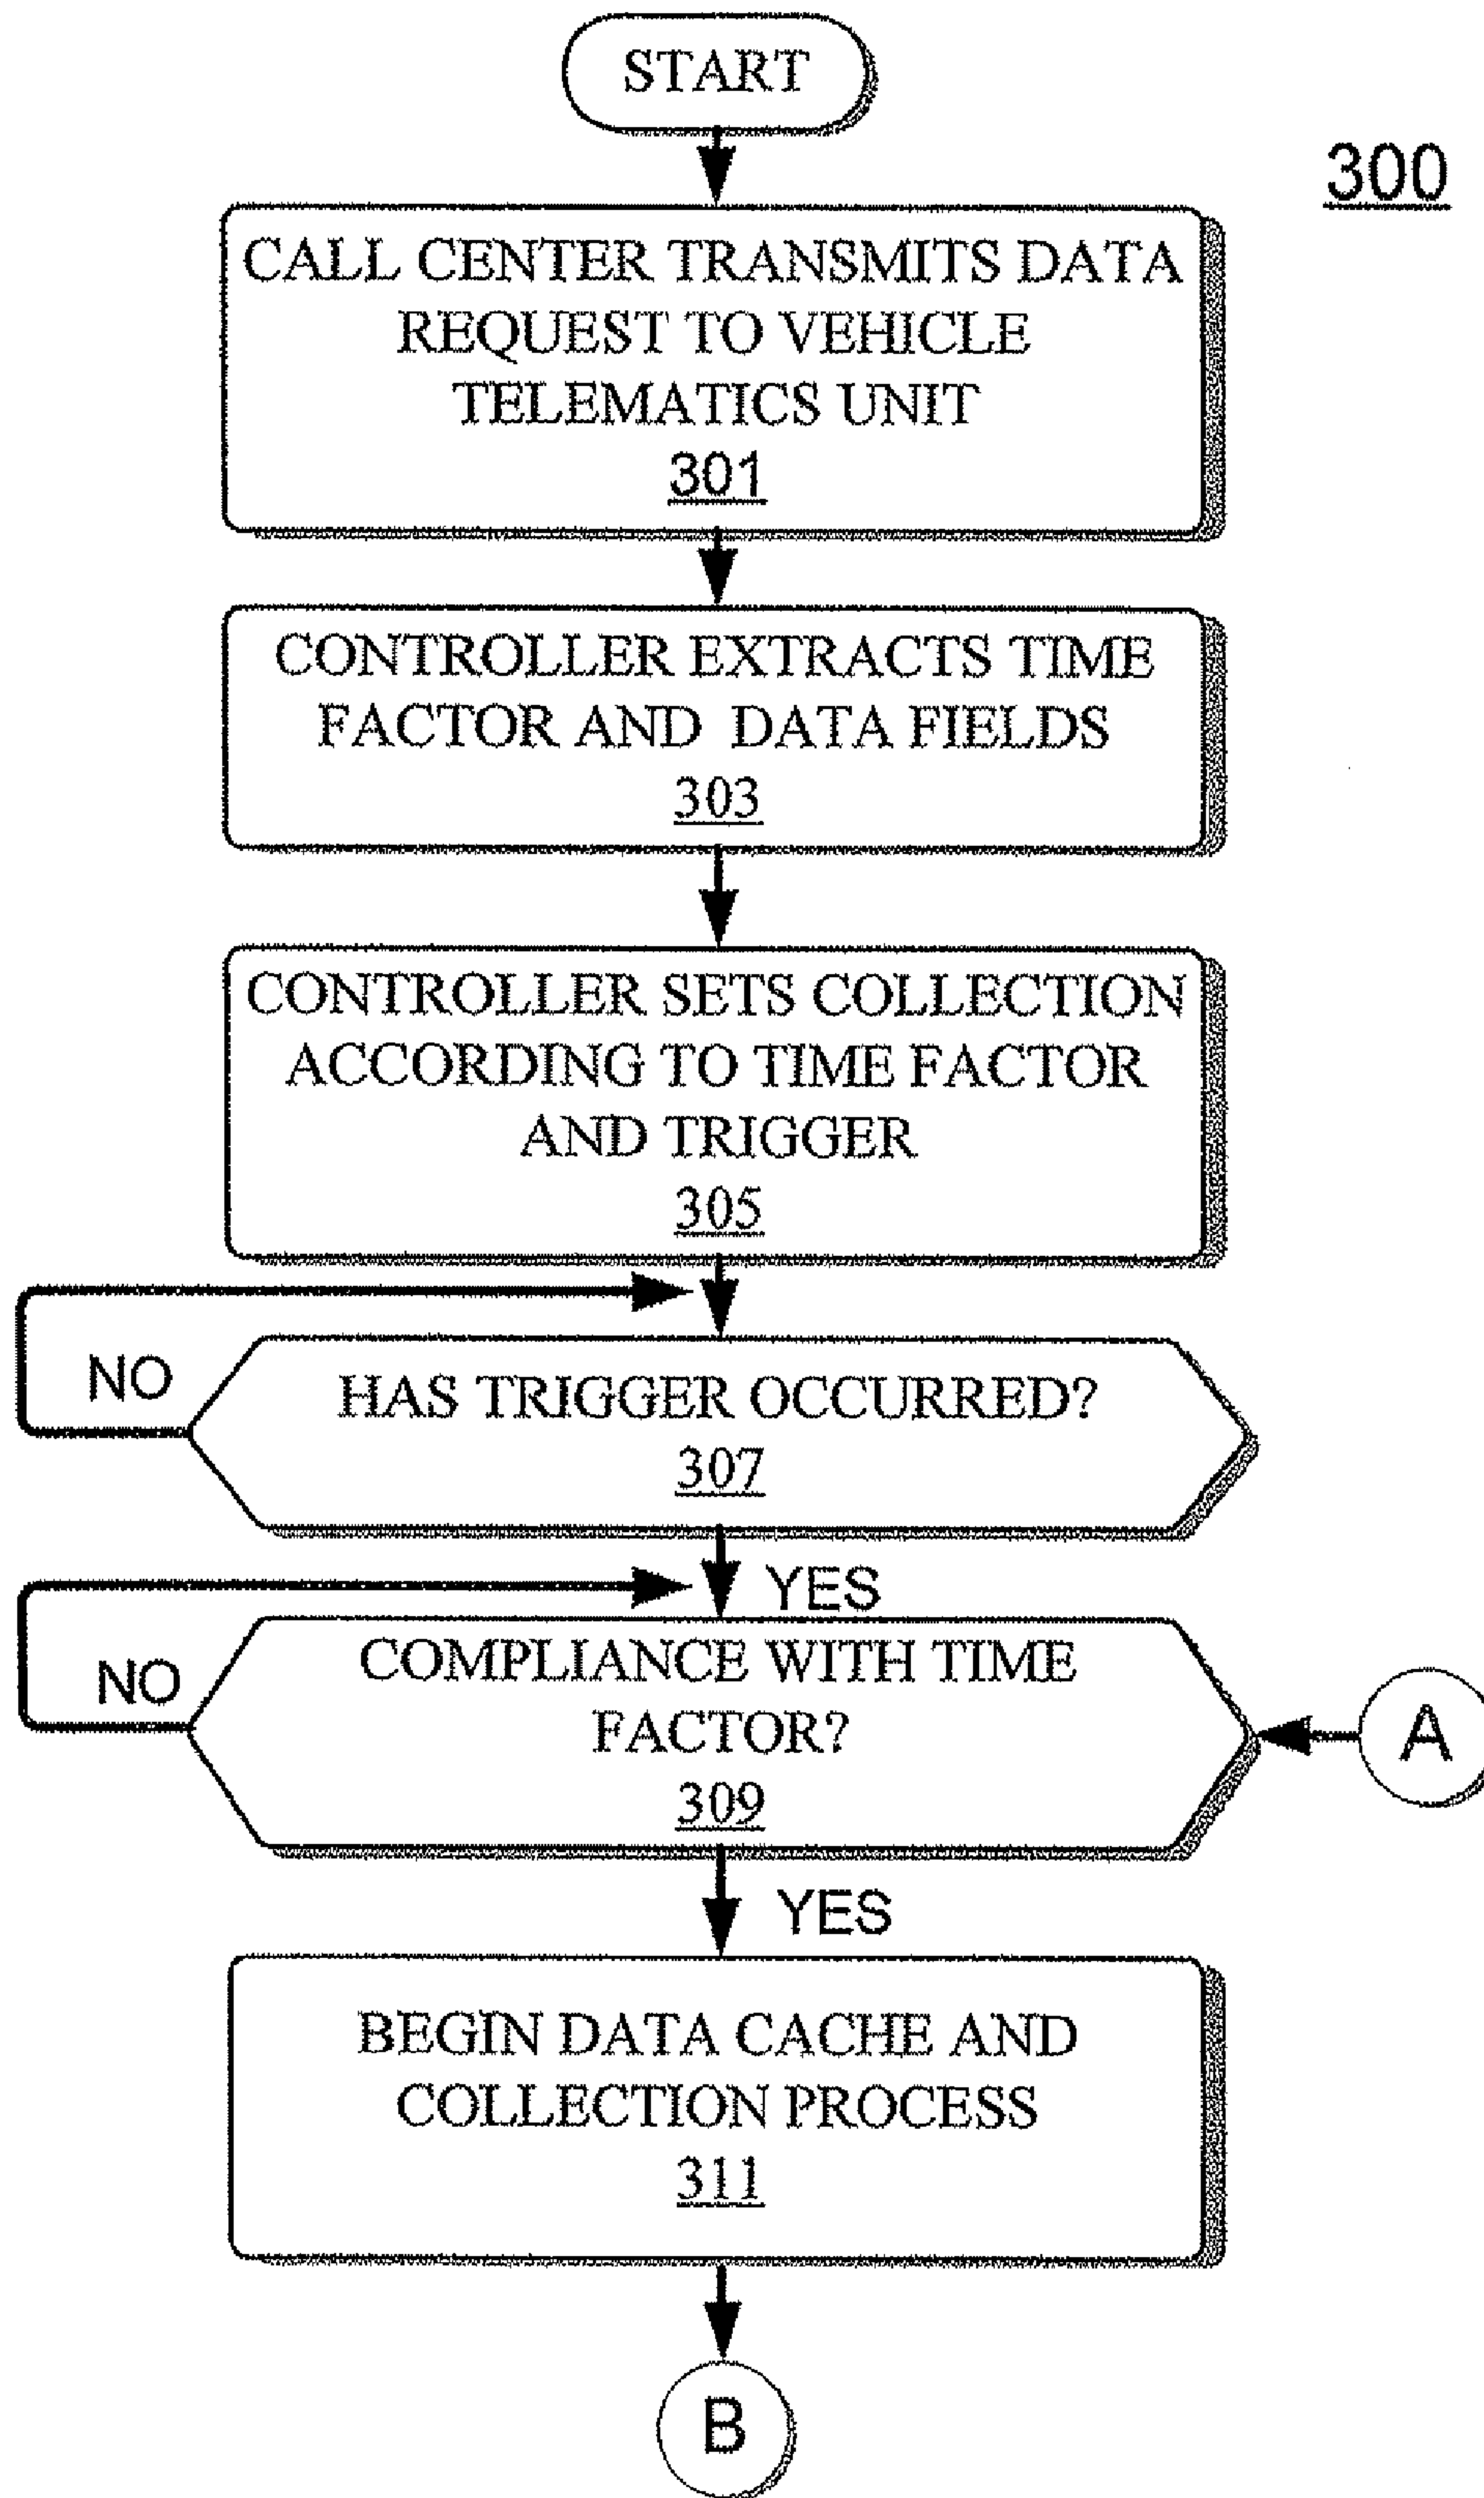 START
300
CALL CENTER TRANSMITS DATA
REQUEST TO VEHICLE
TELEMATICS UNIT
301
CONTROLLER EXTRACTS TIME
FACTOR AND DATA FIELDS
303
CONTROLLER SETS COLLECTION
ACCORDING TO TIME FACTOR
AND TRIGGER
305
NO
HAS TRIGGER OCCURRED?
307
YES
NO
COMPLIANCE WITH TIME
FACTOR?
309
A
YES
BEGIN DATA CACHE AND
COLLECTION PROCESS
311
B